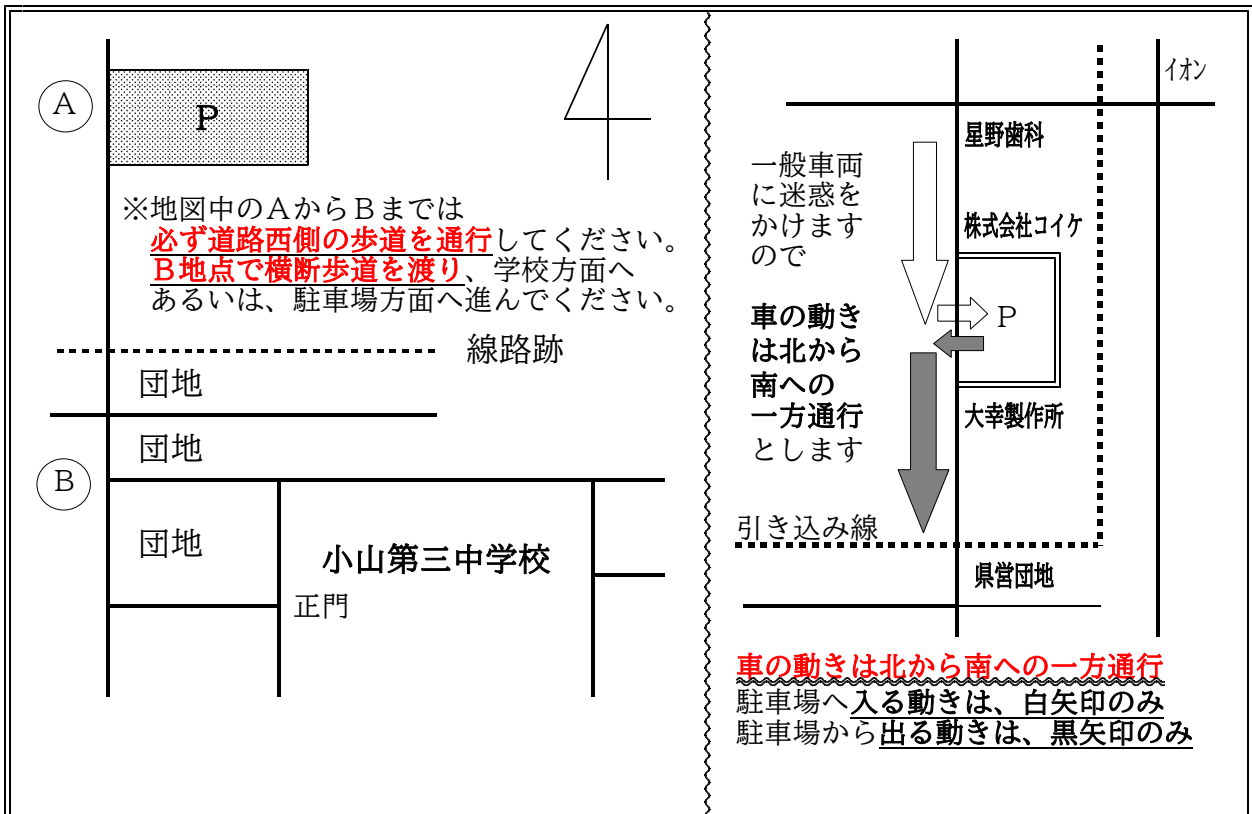 A
P
※地図中のAからBまでは
必ず道路西側の歩道を通行してください。
B地点で横断歩道を渡り、学校方面へ
あるいは、駐車場方面へ進んでください。
線路跡
団地
団地
B
団地
小山第三中学校
正門
イオン
星野歯科
一般車両
に迷惑を
かけます
ので
株式会社コイケ
P
車の動き
は北から
南への
一方通行
とします
大幸製作所
引き込み線
県営団地
車の動きは北から南への一方通行
駐車場へ入る動きは、白矢印のみ
駐車場から出る動きは、黒矢印のみ